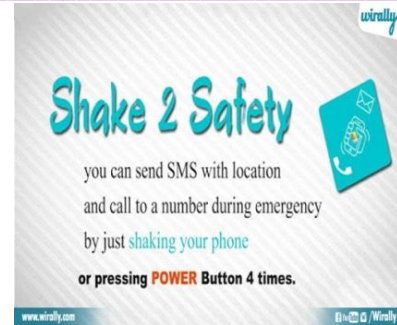 wirally
Shake 2 Safety
you can send SMS with location
and call to a number during emergency
by just shaking your phone
or pressing POWER Button 4 times.
www.wirally.com
/Wirally